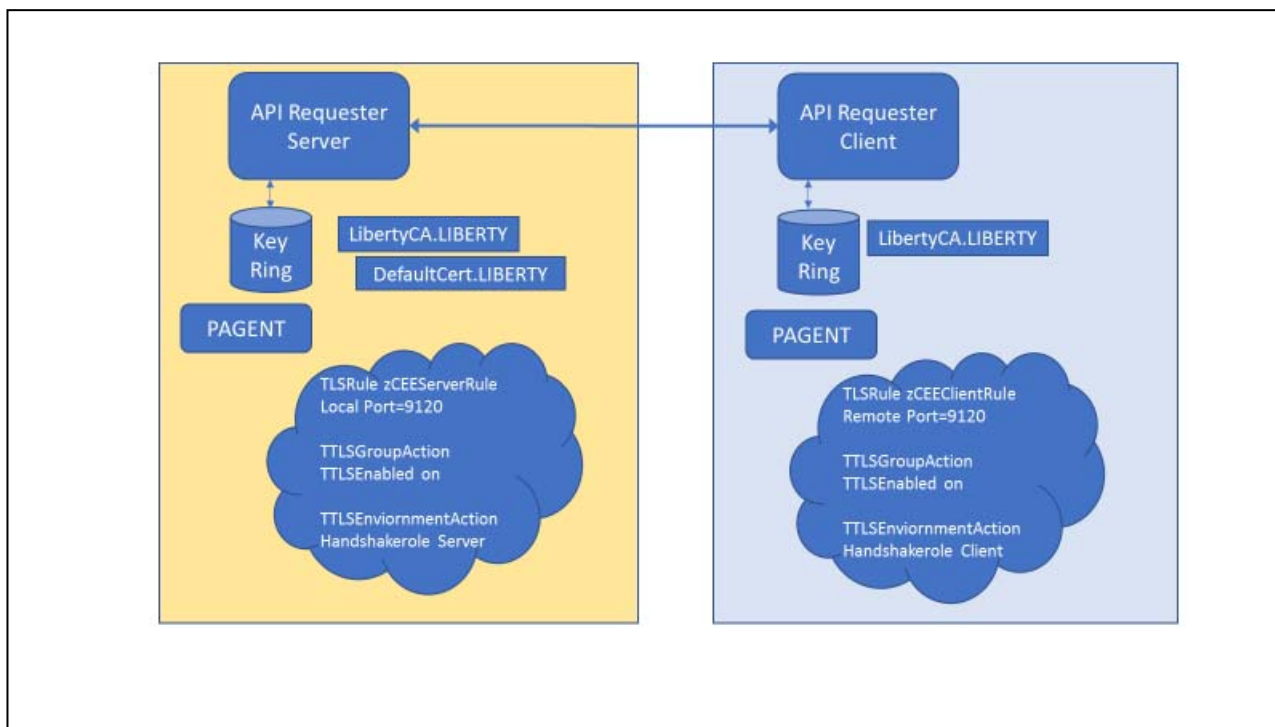 API Requester
Server
Key
Ring
LibertyCA.LIBERTY
DefaultCert.LIBERTY
PAGENT
TLSRule zCEEServerRule
Local Port=9120
TTLSGroupAction
TTLSEnabled on
TTLSEnviornmentAction
Handshakerole Server
API Requester
Client
Key
Ring
LibertyCA.LIBERTY
PAGENT
TLSRule zCEEClientRule
Remote Port=9120
TTLSGroupAction
TTLSEnabled on
TTLSEnviornmentAction
Handshakerole Client